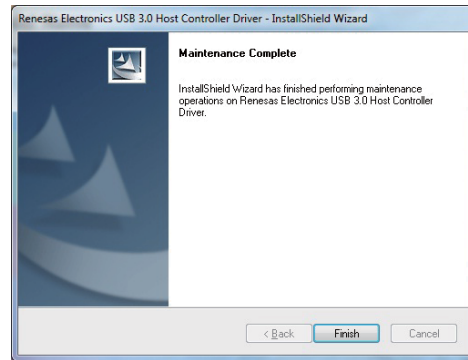 Renesas Electronics USB 3.0 Host Controller Driver - InstallShield Wizard
Maintenance Complete
InstallShield Wizard has finished performing maintenance
operations on Renesas Electronics USB 3.0 Host Controller
Driver.
< Back
Finish
Cancel